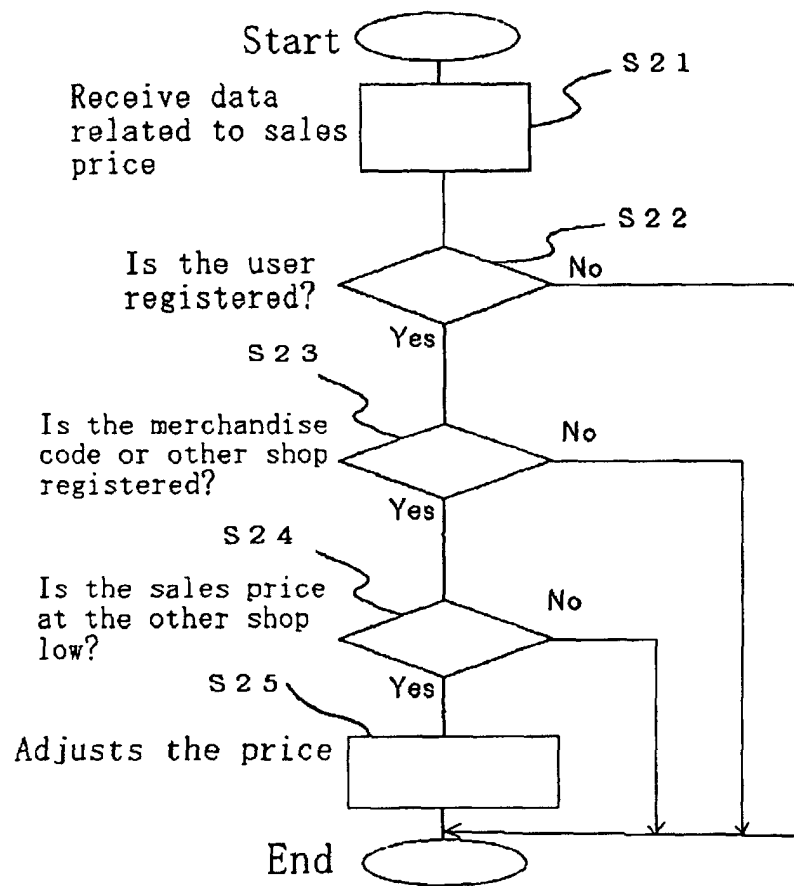 Start
S21
Receive data
related to sales
price
S22
Is the user
registered?
No
Yes
S23
Is the merchandise
code or other shop
registered?
No
Yes
S24
Is the sales price
at the other shop
low?
No
Yes
S25
Adjusts the price
End